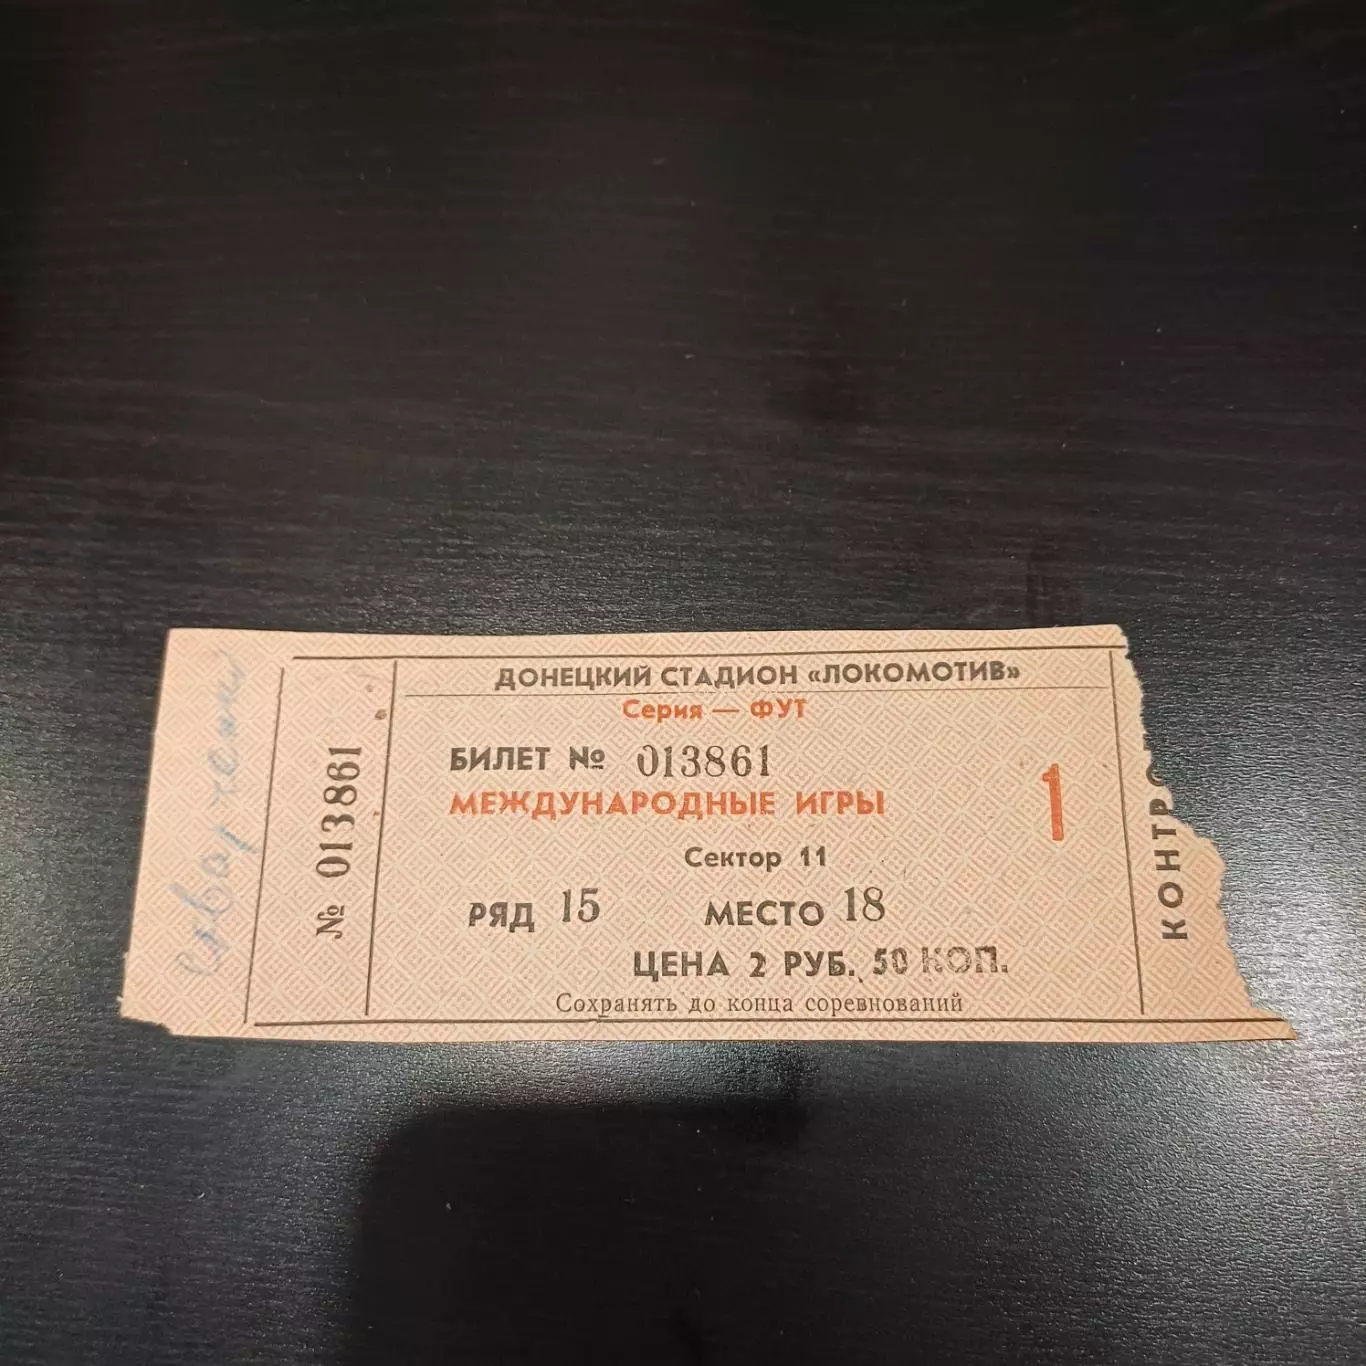 № 013861
ДОНЕЦКИЙ СТАДИОН «ЛОКОМОТИВ»
Серия — ФУТ
БИЛЕТ № 013861
МЕЖДУНАРОДНЫЕ ИГРЫ
1
Сектор 11
РЯД 15 МЕСТО 18
ЦЕНА 2 РУБ. 50 КОП.
Сохранять до конца соревнований
КОНТРО